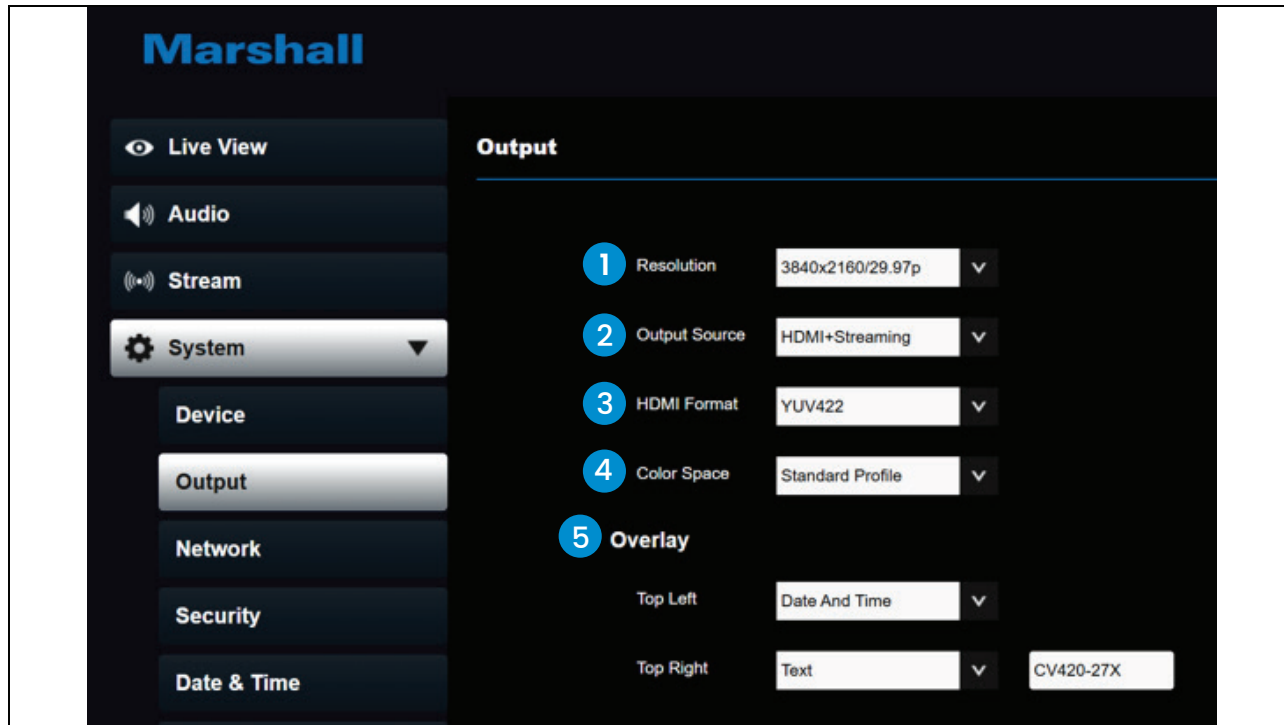 Marshall
Live View
Audio
Stream
System
Device
Output
Network
Security
Date & Time
Output
1 Resolution 3840x2160/29.97p
2 Output Source HDMI+Streaming
3 HDMI Format YUV422
4 Color Space Standard Profile
5 Overlay
Top Left Date And Time
Top Right Text CV420-27X